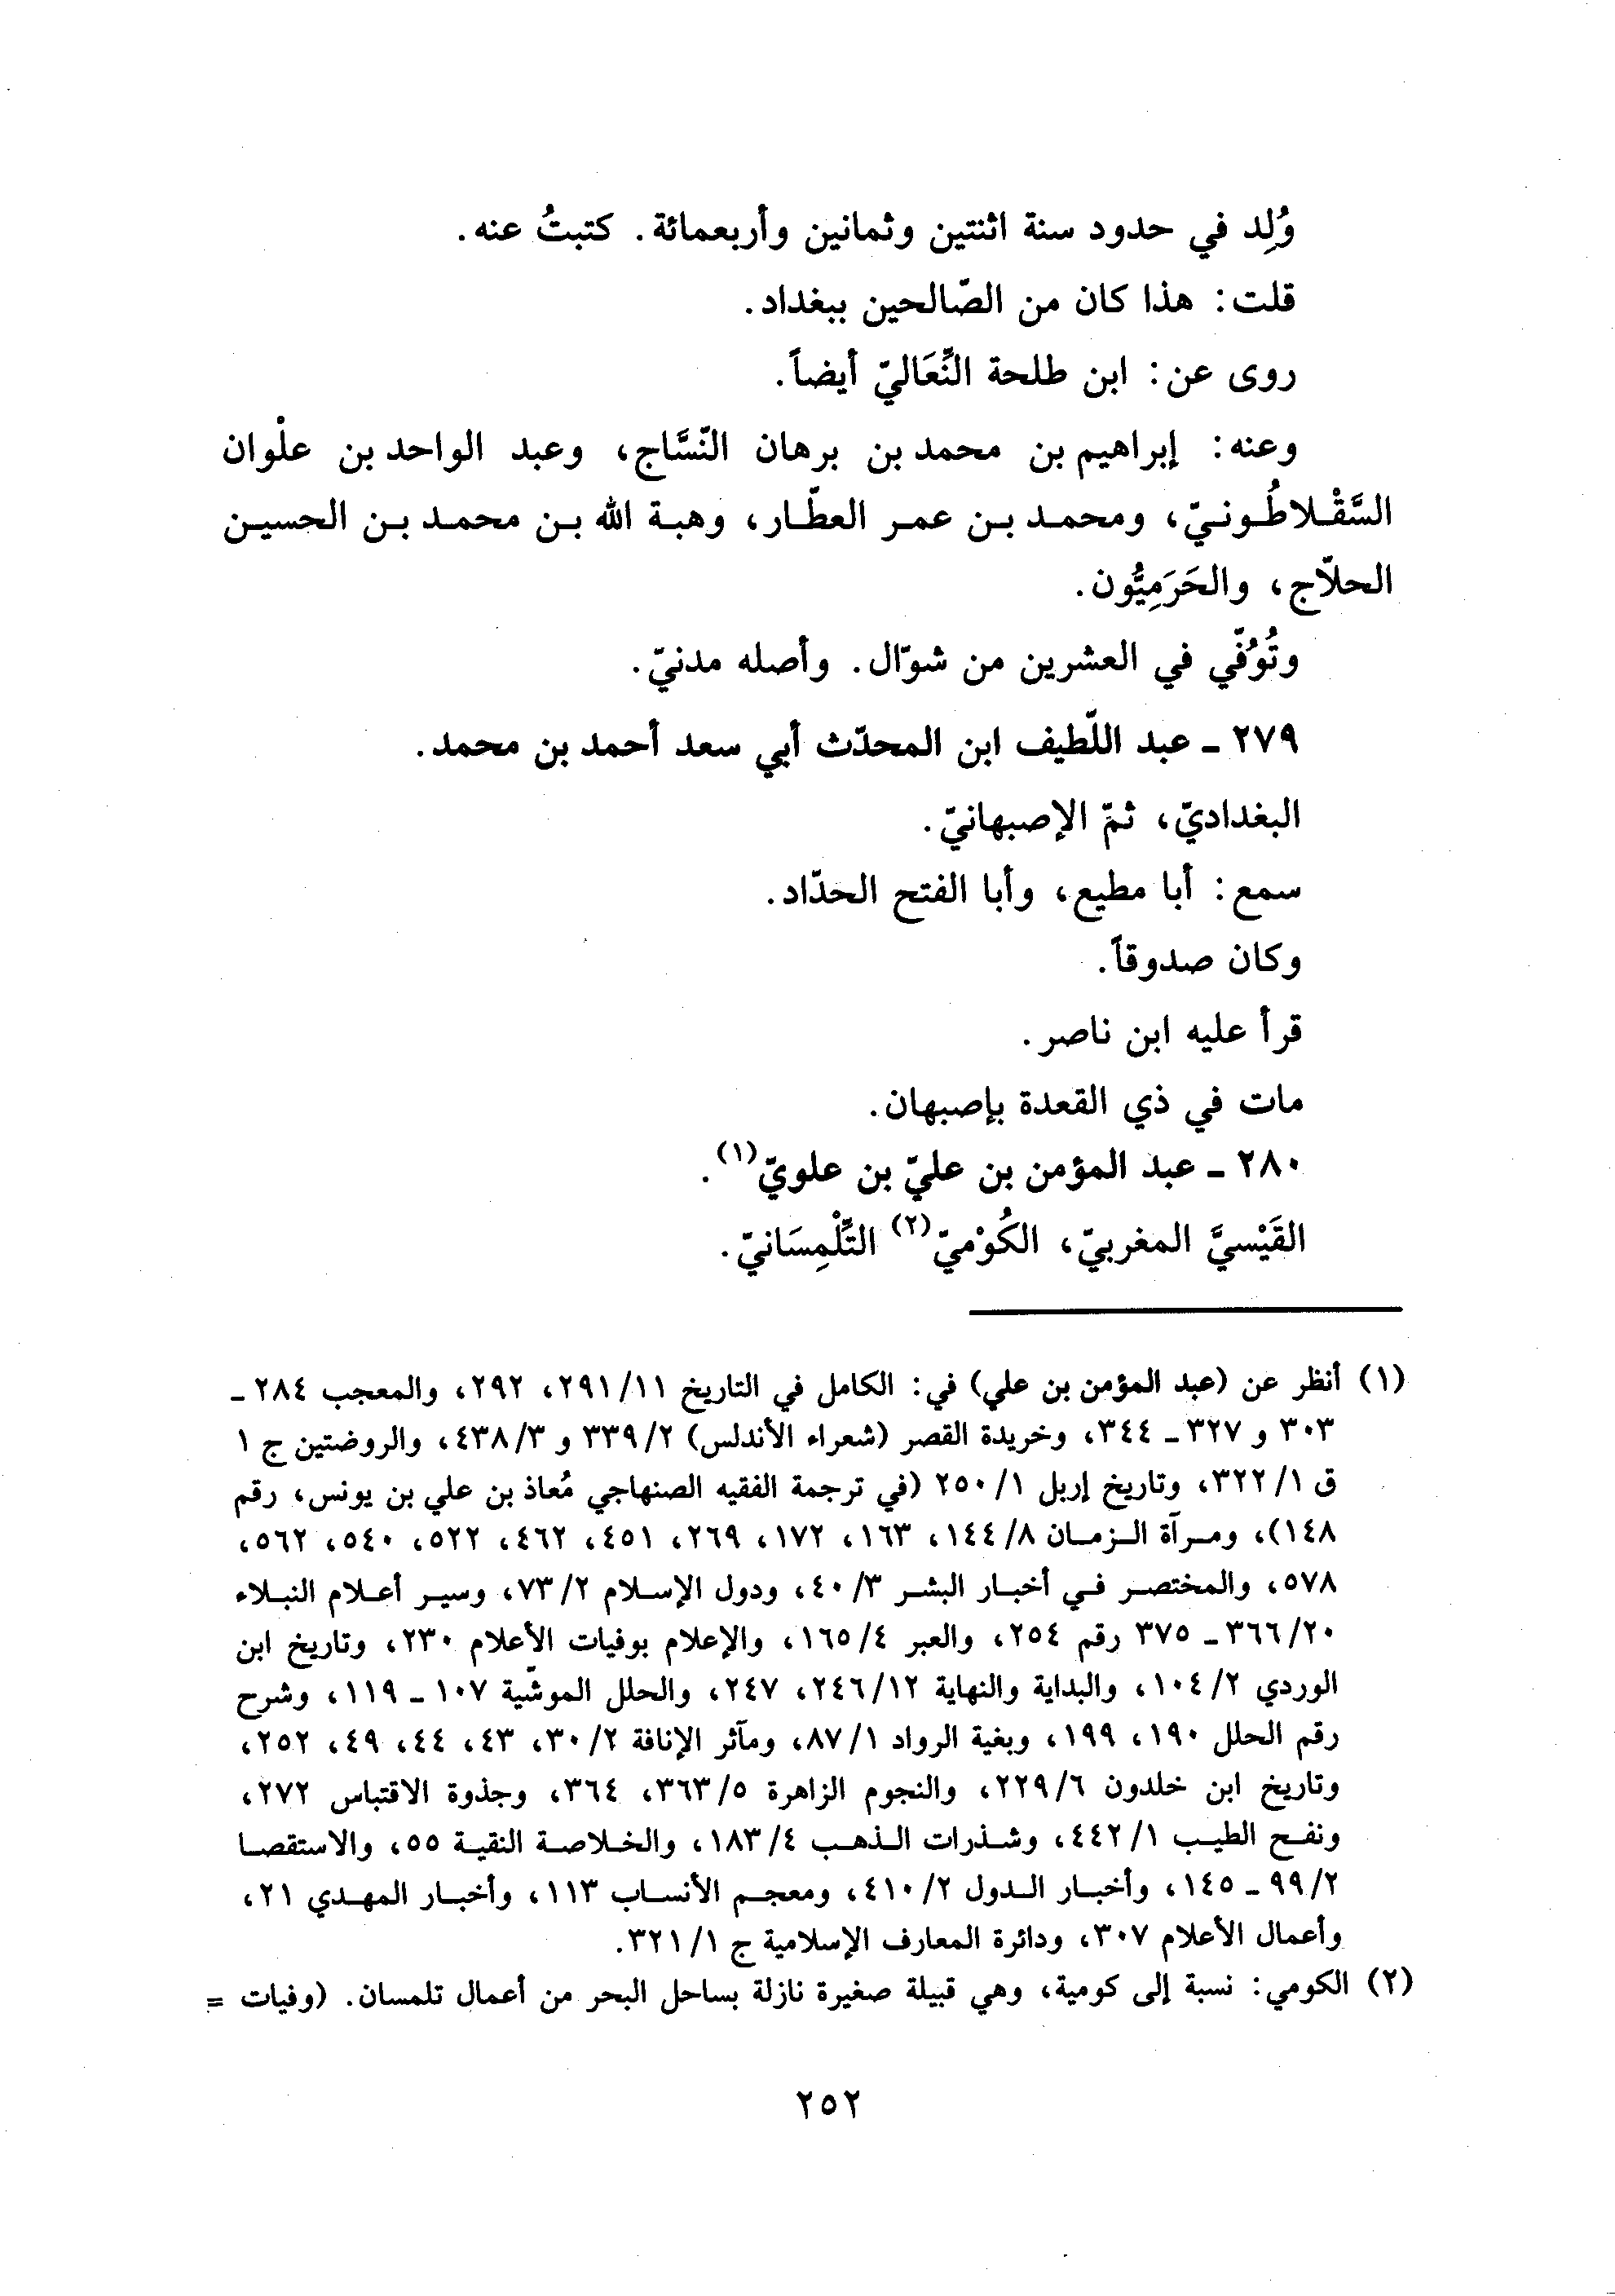 وُلِد في حدود سنة اثنتين وثمانين وأربعمائة. كتبتُ عنه.
قلت: هذا كان من الصّالحين ببغداد.
روى عن: ابن طلحة النِّعَاليّ أيضاً.
وعنه: إبراهيم بن محمد بن برهان النّسَّاج، وعبد الواحد بن علْوان
السَّقْلاطُونيّ، ومحمد بن عمر العطّار، وهبة الله بن محمد بن الحسين
الحلاّج، والحَرَمِيُّون.
وتُوُفّي في العشرين من شوّال. وأصله مدنيّ.
٢٧٩ ـ عبد اللّطيف ابن المحدّث أبي سعد أحمد بن محمد.
البغداديّ، ثمّ الإصبهانيّ.
سمع: أبا مطيع، وأبا الفتح الحدّاد.
وكان صدوقاً.
قرأ عليه ابن ناصر.
مات في ذي القعدة بإصبهان.
٢٨٠ ـ عبد المؤمن بن عليّ بن علويّ(١).
القَيْسيَّ المغربيّ، الكُوْميّ(٢) التِّلْمِسَانيّ.
(١) أنظر عن (عبد المؤمن بن علي) في: الكامل في التاريخ ٢٩١/١١، ٢٩٢، والمعجب ٢٨٤ ـ
٣٠٣ و ٣٢٧ ـ ٣٤٤، وخريدة القصر (شعراء الأندلس) ٣٣٩/٢ و ٤٣٨/٣، والروضتين ج ١
ق ٣٢٢/١، وتاريخ إربل ٢٥٠/١ (في ترجمة الفقيه الصنهاجي مُعاذ بن علي بن يونس، رقم
١٤٨)، ومرآة الزمان ١٤٤/٨، ١٦٣، ١٧٢، ٢٦٩، ٤٥١، ٤٦٢، ٥٢٢، ٥٤٠، ٥٦٢،
٥٧٨، والمختصر في أخبار البشر ٤٠/٣، ودول الإسلام ٧٣/٢، وسير أعلام النبلاء
٣٦٦/٢٠ ـ ٣٧٥ رقم ٢٥٤، والعبر ١٦٥/٤، والإعلام بوفيات الأعلام ٢٣٠، وتاريخ ابن
الوردي ١٠٤/٢، والبداية والنهاية ٢٤٦/١٢، ٢٤٧، والحلل الموشّية ١٠٧ ـ ١١٩، وشرح
رقم الحلل ١٩٠، ١٩٩، وبغية الرواد ٨٧/١، ومآثر الإنافة ٣٠/٢، ٤٣، ٤٤، ٤٩، ٢٥٢،
وتاريخ ابن خلدون ٢٢٩/٦، والنجوم الزاهرة ٣٦٣/٥، ٣٦٤، وجذوة الاقتباس ٢٧٢،
ونفح الطيب ٤٤٢/١، وشذرات الذهب ١٨٣/٤، والخلاصة النقية ٥٥، والاستقصا
٩٩/٢ ـ ١٤٥، وأخبار الدول ٤١٠/٢، ومعجم الأنساب ١١٣، وأخبار المهدي ٢١،
وأعمال الأعلام ٣٠٧، ودائرة المعارف الإسلامية ج ٣٢١/١.
(٢) الكومي: نسبة إلى كومية، وهي قبيلة صغيرة نازلة بساحل البحر من أعمال تلمسان. (وفيات =
٢٥٢